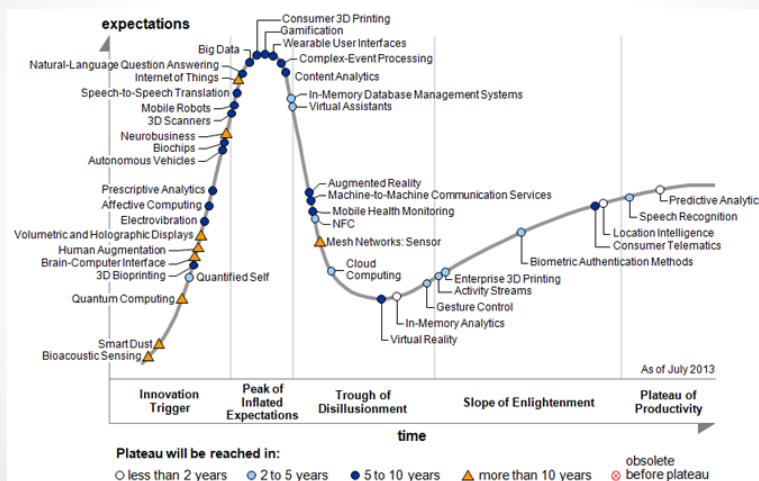 expectations
Consumer 3D Printing
Gamification
Wearable User Interfaces
Big Data
Complex-Event Processing
Natural-Language Question Answering
Content Analytics
Internet of Things
Speech-to-Speech Translation
In-Memory Database Management Systems
Mobile Robots
Virtual Assistants
3D Scanners
Neurobusiness
Biochips
Autonomous Vehicles
Augmented Reality
Prescriptive Analytics
Machine-to-Machine Communication Services
Predictive Analytic
Affective Computing
Mobile Health Monitoring
Speech Recognition
Electrovibration
NFC
Location Intelligence
Volumetric and Holographic Displays
Mesh Networks: Sensor
Consumer Telematics
Human Augmentation
Biometric Authentication Methods
Brain-Computer Interface
Cloud
Computing
3D Bioprinting
Quantified Self
Enterprise 3D Printing
Activity Streams
Quantum Computing
Gesture Control
In-Memory Analytics
Virtual Reality
Smart Dust
Bioacoustic Sensing
As of July 2013
Innovation
Trigger
Peak of
Inflated
Expectations
Trough of
Disillusionment
Slope of Enlightenment
Plateau of
Productivity
time
Plateau will be reached in:
less than 2 years
2 to 5 years
5 to 10 years
more than 10 years
obsolete
before plateau